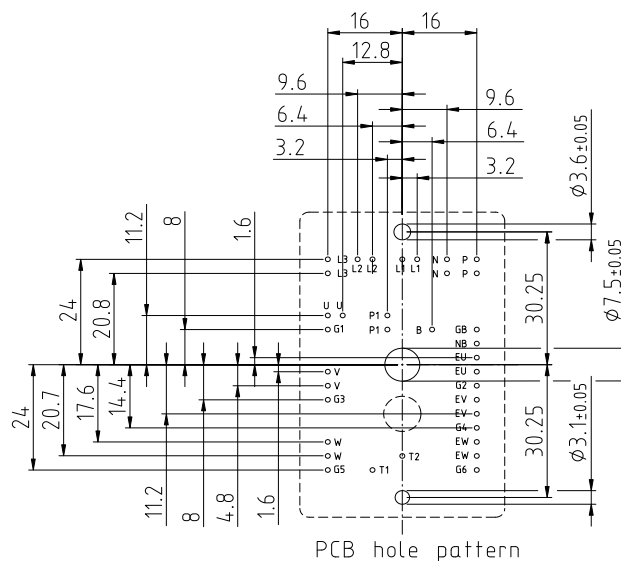 16 16
12.8
9.6 9.6
6.4 6.4
3.2 3.2
Ø3.6±0.05
11.2
8
1.6
Ø7.5±0.05
L3 L2 L2 L1 L1 N P
L3 N P
24
20.8
30.25
U U P1
G1 P1 B GB
NB
EU
V EU
V G2
G3 EV
EV
G4
W EW
W T2 EW
G5 T1 G6
24
20.7
17.6
14.4
30.25
Ø3.1±0.05
11.2
8
4.8
1.6
PCB hole pattern